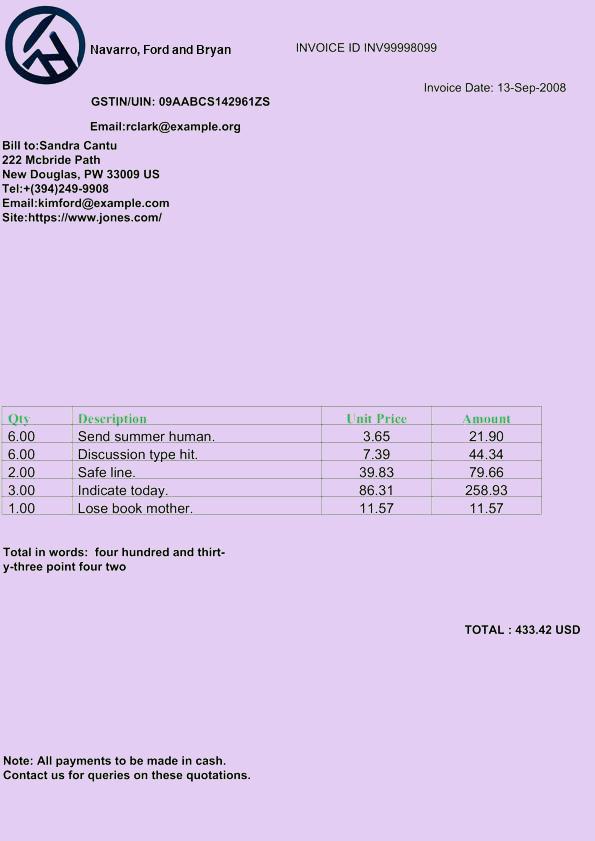 Navarro, Ford and Bryan
INVOICE ID INV99998099
Invoice Date: 13-Sep-2008
GSTIN/UIN: 09AABCS142961ZS
Email:rclark@example.org
Bill to:Sandra Cantu
222 Mcbride Path
New Douglas, PW 33009 US
Tel:+(394)249-9908
Email:kimford@example.com
Site:https://www.jones.com/
Qty Description Unit Price Amount
6.00 Send summer human. 3.65 21.90
6.00 Discussion type hit. 7.39 44.34
2.00 Safe line. 39.83 79.66
3.00 Indicate today. 86.31 258.93
1.00 Lose book mother. 11.57 11.57
Total in words:  four hundred and thirt-
y-three point four two
TOTAL : 433.42 USD
Note: All payments to be made in cash.
Contact us for queries on these quotations.